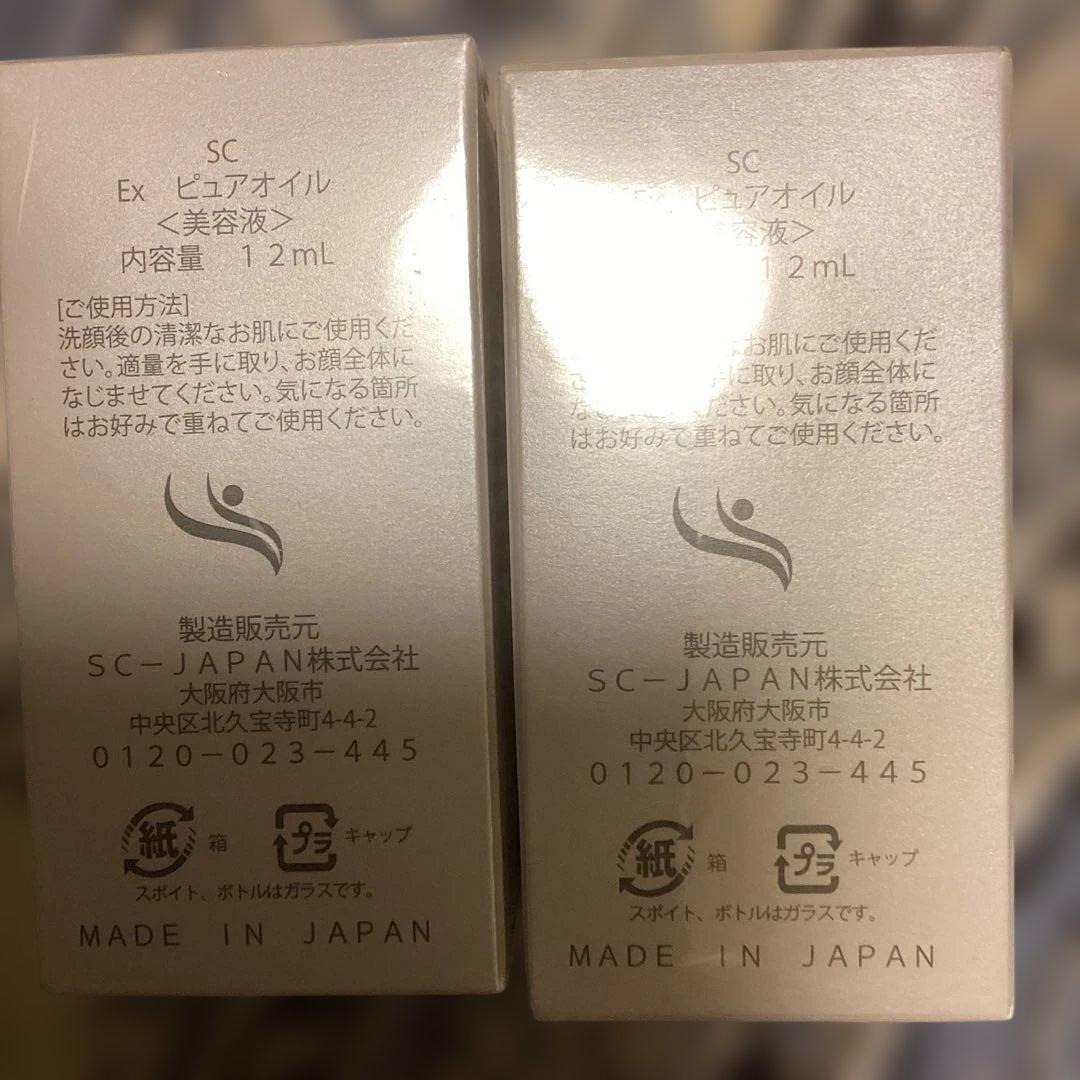 SC
Ex ピュアオイル
＜美容液＞
内容量 １２mL
[ご使用方法]
洗顔後の清潔なお肌にご使用くだ
さい。適量を手に取り、お顔全体に
なじませてください。気になる箇所
はお好みで重ねてご使用ください。
製造販売元
ＳＣ－ＪＡＰＡＮ株式会社
大阪府大阪市
中央区北久宝寺町4-4-2
０１２０－０２３－４４５
紙 箱 プラ キャップ
スポイト、ボトルはガラスです。
ＭＡＤＥ ＩＮ ＪＡＰＡＮ
SC
ピュアオイル
容液＞
１２mL
なお肌にご使用くだ
手に取り、お顔全体に
ください。気になる箇所
はお好みで重ねてご使用ください。
製造販売元
ＳＣ－ＪＡＰＡＮ株式会社
大阪府大阪市
中央区北久宝寺町4-4-2
０１２０－０２３－４４５
紙 箱 プラ キャップ
スポイト、ボトルはガラスです。
ＭＡＤＥ ＩＮ ＪＡＰＡＮ